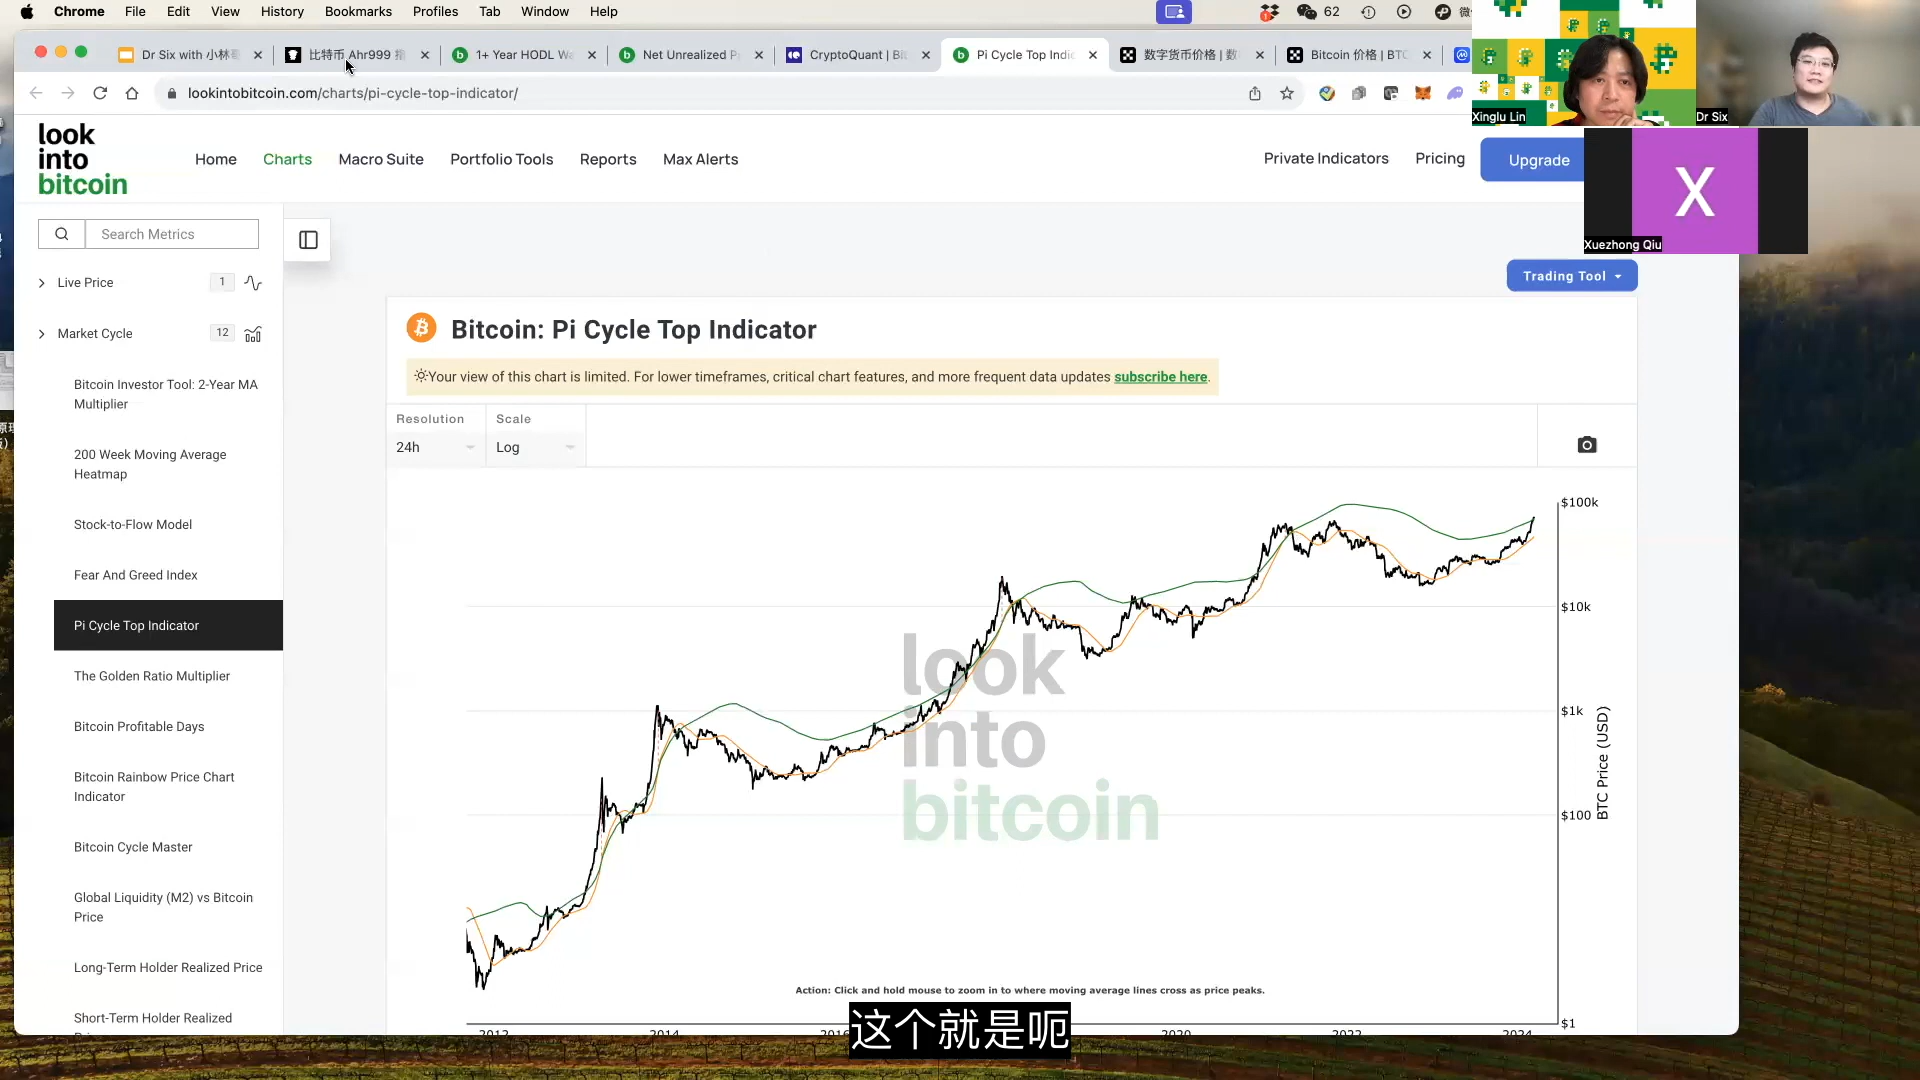 Chrome File Edit View History Bookmarks Profiles Tab Window Help
62
Dr Six with 小林
比特币 Ahr999 指
1+ Year HODL Wa
Net Unrealized P
CryptoQuant | Bi
Pi Cycle Top Indic
数字货币价格 | 数
Bitcoin 价格 | BTC
lookintobitcoin.com/charts/pi-cycle-top-indicator/
Xinglu Lin
Dr Six
X
Xuezhong Qiu
look
into
bitcoin
Home Charts Macro Suite Portfolio Tools Reports Max Alerts
Private Indicators Pricing Upgrade
Search Metrics
Live Price 1
Market Cycle 12
Bitcoin Investor Tool: 2-Year MA
Multiplier
200 Week Moving Average
Heatmap
Stock-to-Flow Model
Fear And Greed Index
Pi Cycle Top Indicator
The Golden Ratio Multiplier
Bitcoin Profitable Days
Bitcoin Rainbow Price Chart
Indicator
Bitcoin Cycle Master
Global Liquidity (M2) vs Bitcoin
Price
Long-Term Holder Realized Price
Short-Term Holder Realized
Trading Tool
Bitcoin: Pi Cycle Top Indicator
Your view of this chart is limited. For lower timeframes, critical chart features, and more frequent data updates subscribe here.
Resolution
24h
Scale
Log
$100k
$10k
$1k
$100
$1
BTC Price (USD)
look
into
bitcoin
Action: Click and hold mouse to zoom in to where moving average lines cross as price peaks.
2012 2014 2016 2020 2022 2024
这个就是呃